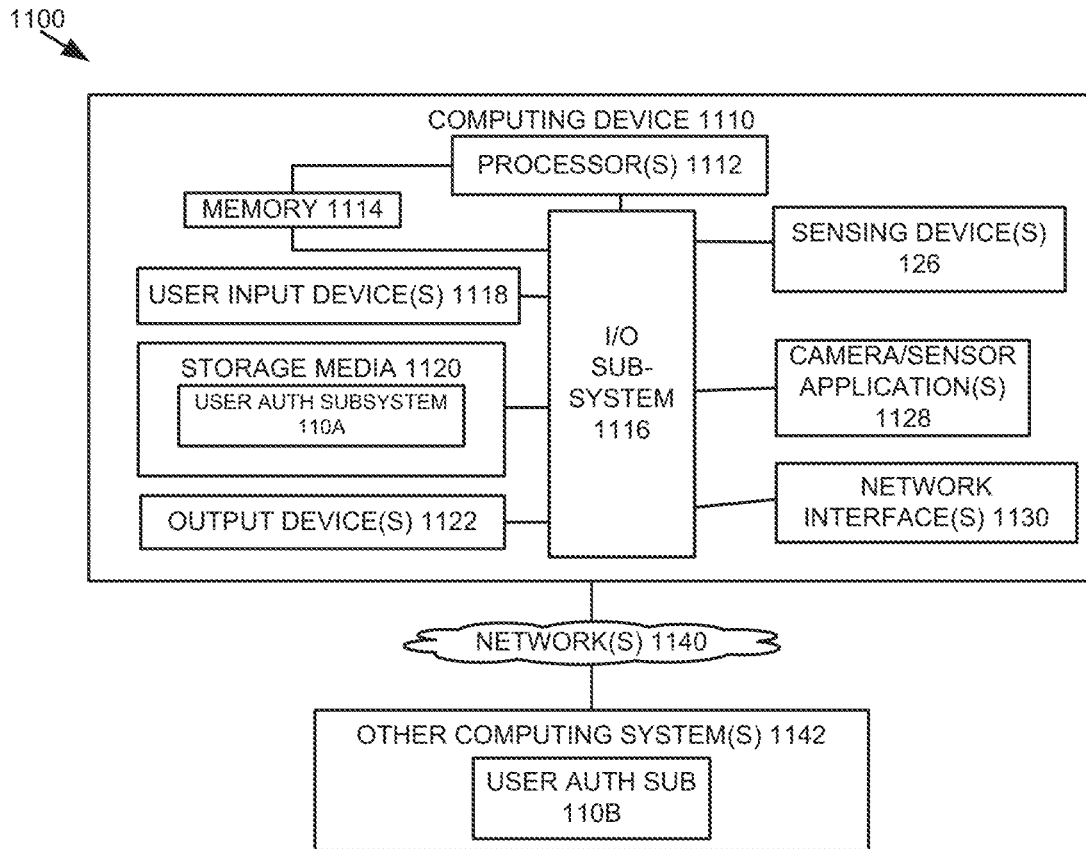 1100
COMPUTING DEVICE 1110
PROCESSOR(S) 1112
MEMORY 1114
USER INPUT DEVICE(S) 1118
STORAGE MEDIA 1120
USER AUTH SUBSYSTEM
110A
OUTPUT DEVICE(S) 1122
I/O
SUB-
SYSTEM
1116
SENSING DEVICE(S)
126
CAMERA/SENSOR
APPLICATION(S)
1128
NETWORK
INTERFACE(S) 1130
NETWORK(S) 1140
OTHER COMPUTING SYSTEM(S) 1142
USER AUTH SUB
110B